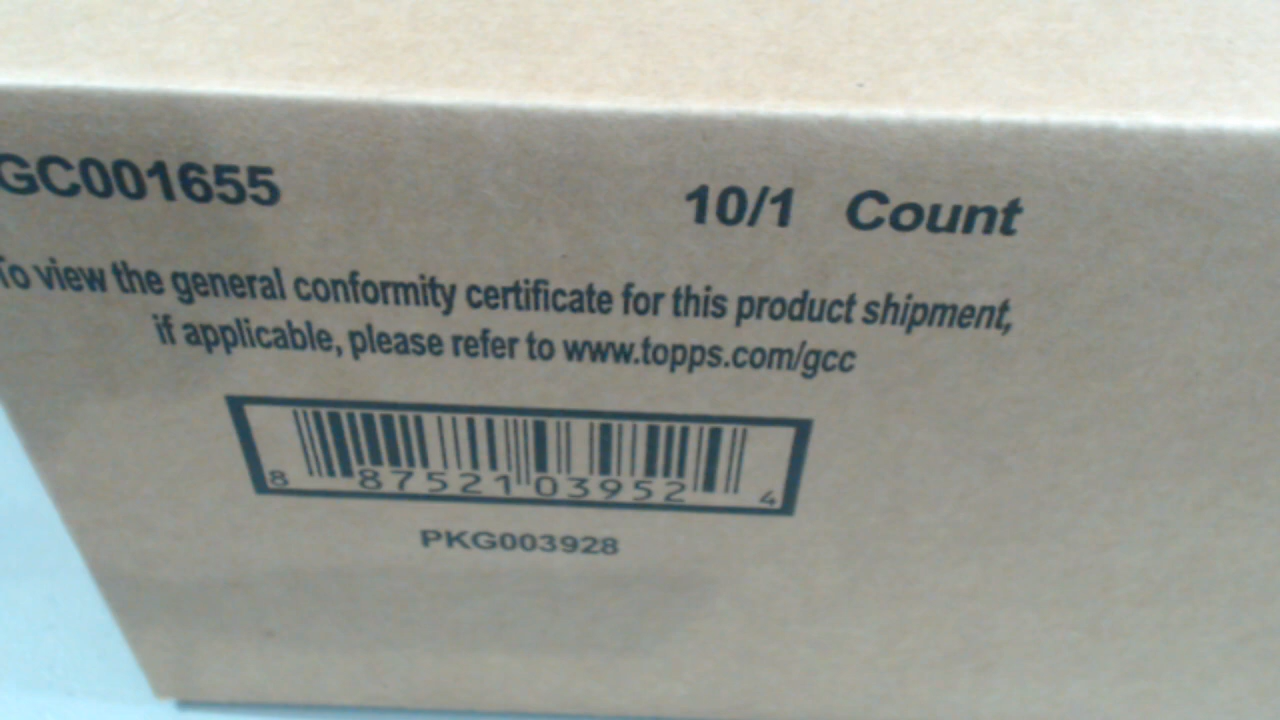 GC001655 10/1 Count
To view the general conformity certificate for this product shipment,
if applicable, please refer to www.topps.com/gcc
8 87521 03952 4
PKG003928